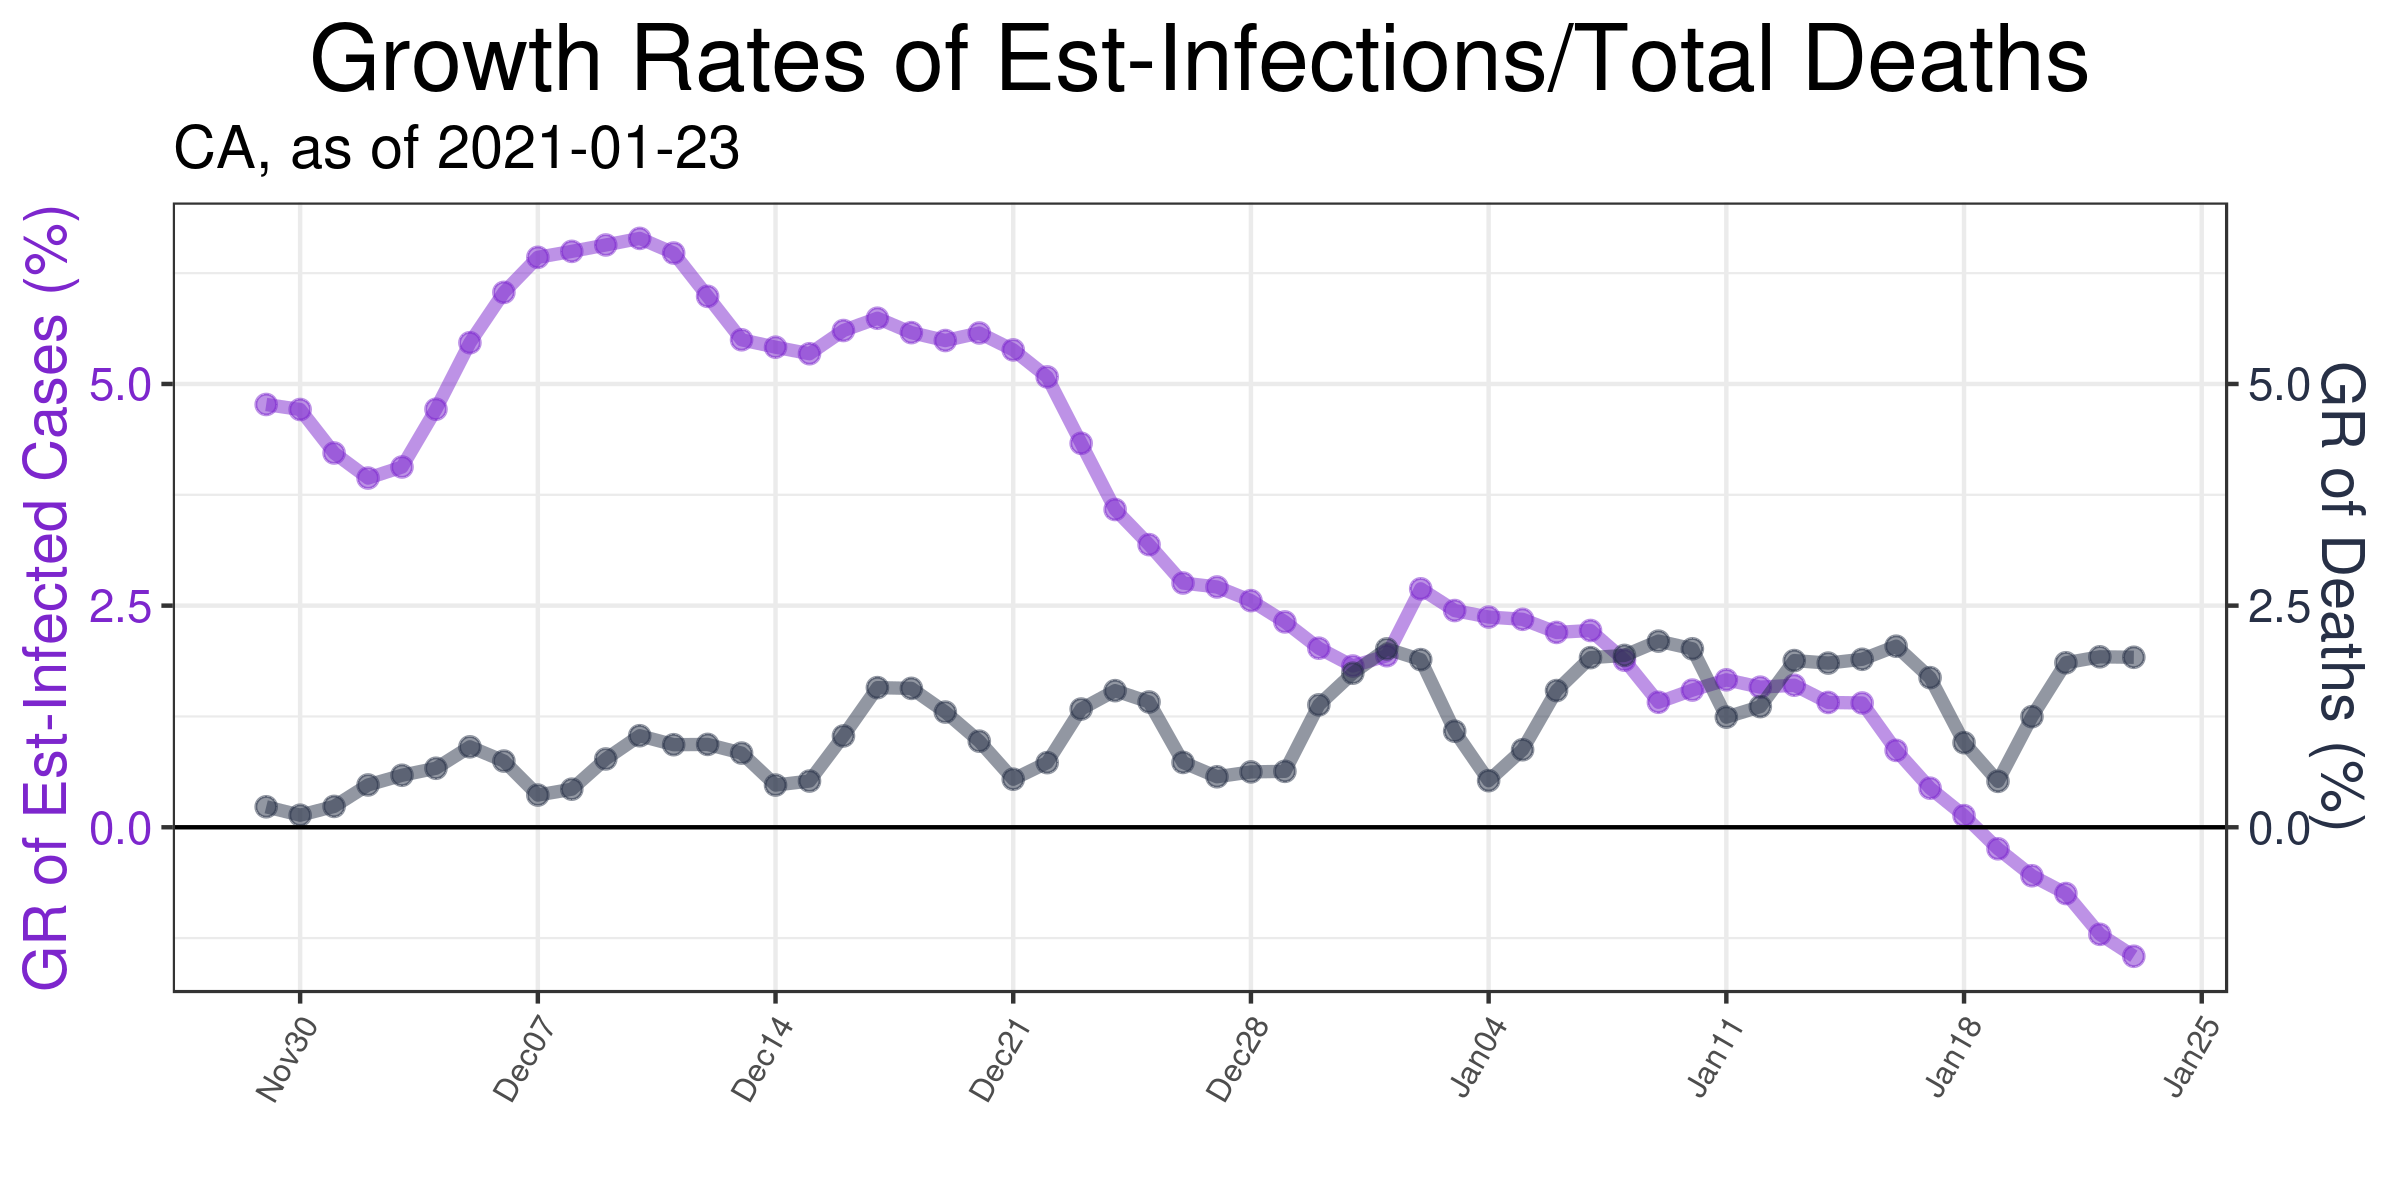 Growth Rates of Est-Infections/Total Deaths
CA, as of 2021-01-23
GR of Est-Infected Cases (%)
5.0
2.5
0.0
5.0
2.5
0.0
GR of Deaths (%)
Nov30
Dec07
Dec14
Dec21
Dec28
Jan04
Jan11
Jan18
Jan25